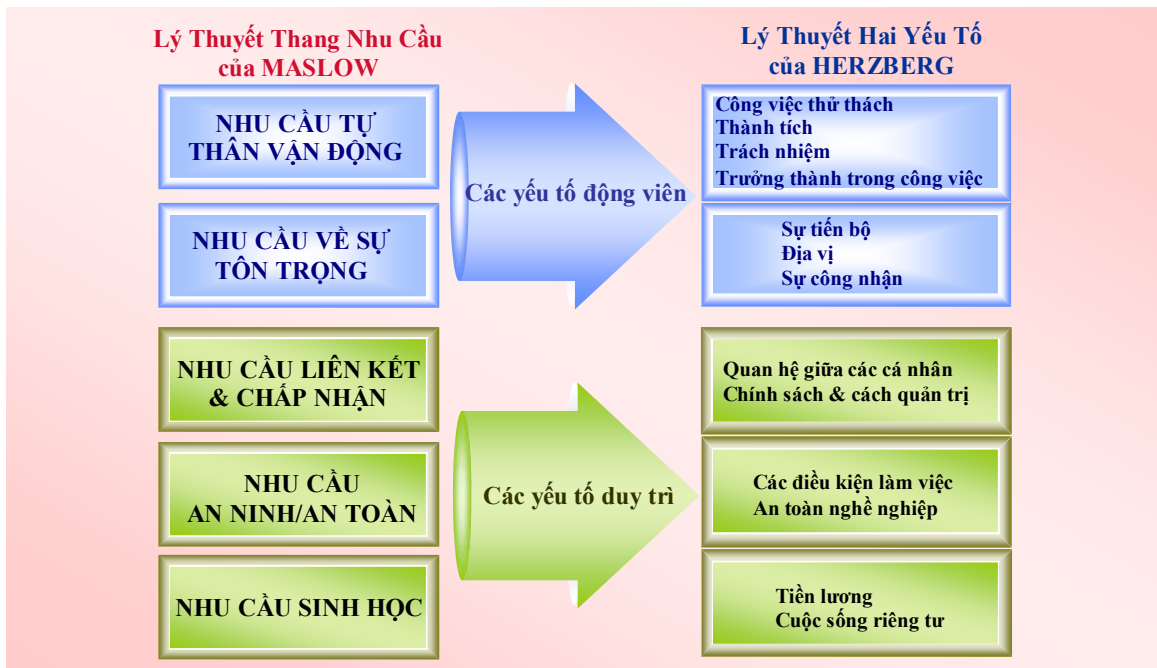 Lý Thuyết Thang Nhu Cầu
của MASLOW
Lý Thuyết Hai Yếu Tố
của HERZBERG
NHU CẦU TỰ
THÂN VẬN ĐỘNG
NHU CẦU VỀ SỰ
TÔN TRỌNG
Các yếu tố động viên
Công việc thử thách
Thành tích
Trách nhiệm
Trưởng thành trong công việc
Sự tiến bộ
Địa vị
Sự công nhận
NHU CẦU LIÊN KẾT
& CHẤP NHẬN
NHU CẦU
AN NINH/AN TOÀN
NHU CẦU SINH HỌC
Các yếu tố duy trì
Quan hệ giữa các cá nhân
Chính sách & cách quản trị
Các điều kiện làm việc
An toàn nghề nghiệp
Tiền lương
Cuộc sống riêng tư